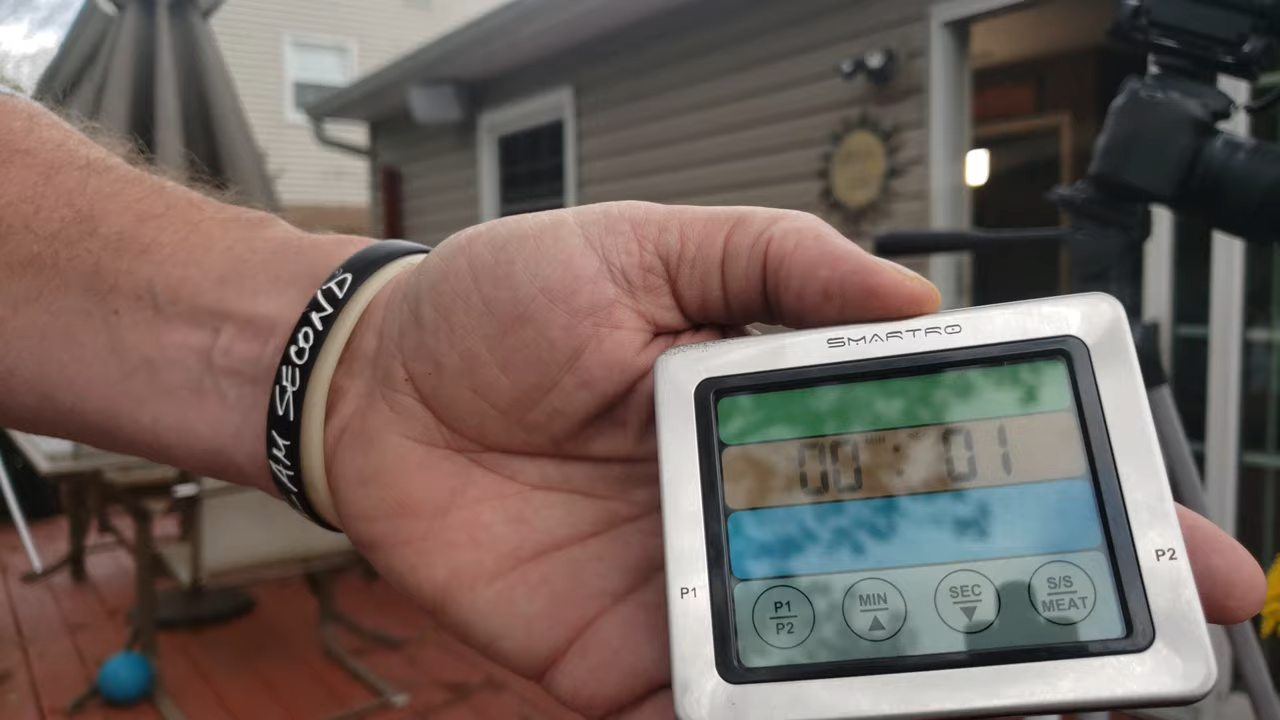 AM SECOND
SMARTRO
MIN
00 : 01
P1
P2
P1
P2
MIN
SEC
S/S
MEAT